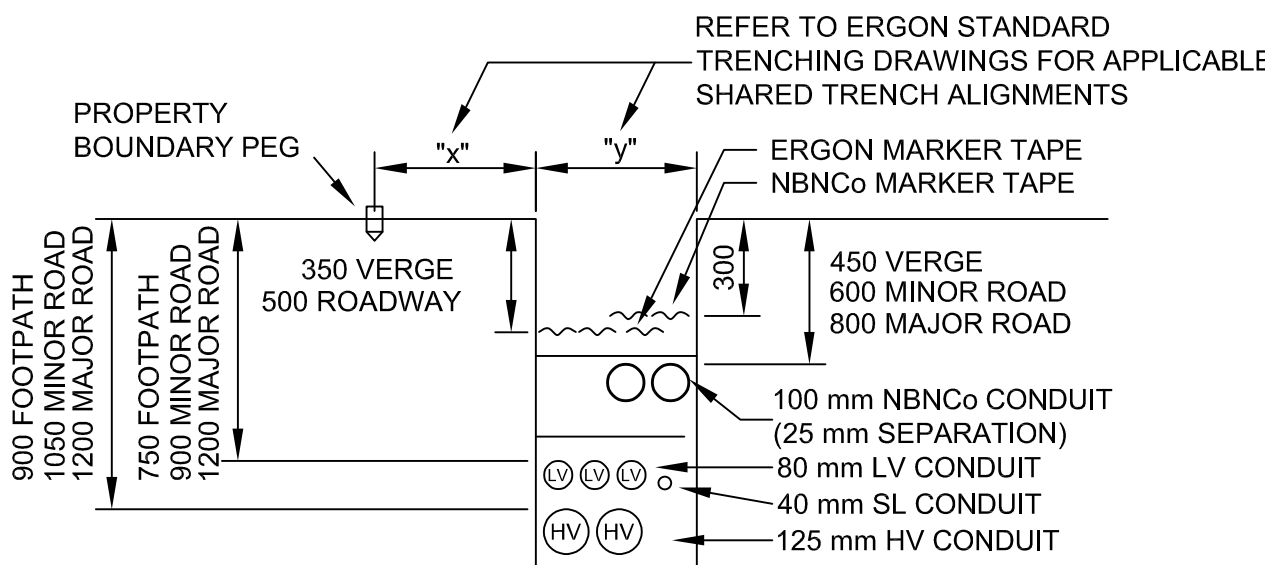 REFER TO ERGON STANDARD
TRENCHING DRAWINGS FOR APPLICABLE
SHARED TRENCH ALIGNMENTS
PROPERTY
BOUNDARY PEG
"x"
"y"
ERGON MARKER TAPE
NBNCo MARKER TAPE
900 FOOTPATH
1050 MINOR ROAD
1200 MAJOR ROAD
750 FOOTPATH
900 MINOR ROAD
1200 MAJOR ROAD
350 VERGE
500 ROADWAY
300
450 VERGE
600 MINOR ROAD
800 MAJOR ROAD
100 mm NBNCo CONDUIT
(25 mm SEPARATION)
LV LV LV
80 mm LV CONDUIT
40 mm SL CONDUIT
HV HV
125 mm HV CONDUIT